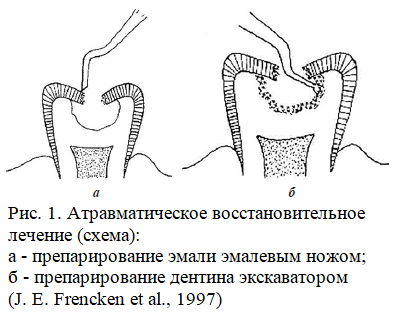 а б
Рис. 1. Атравматическое восстановительное
лечение (схема):
а - препарирование эмали эмалевым ножом;
б - препарирование дентина экскаватором
(J. E. Frencken et al., 1997)